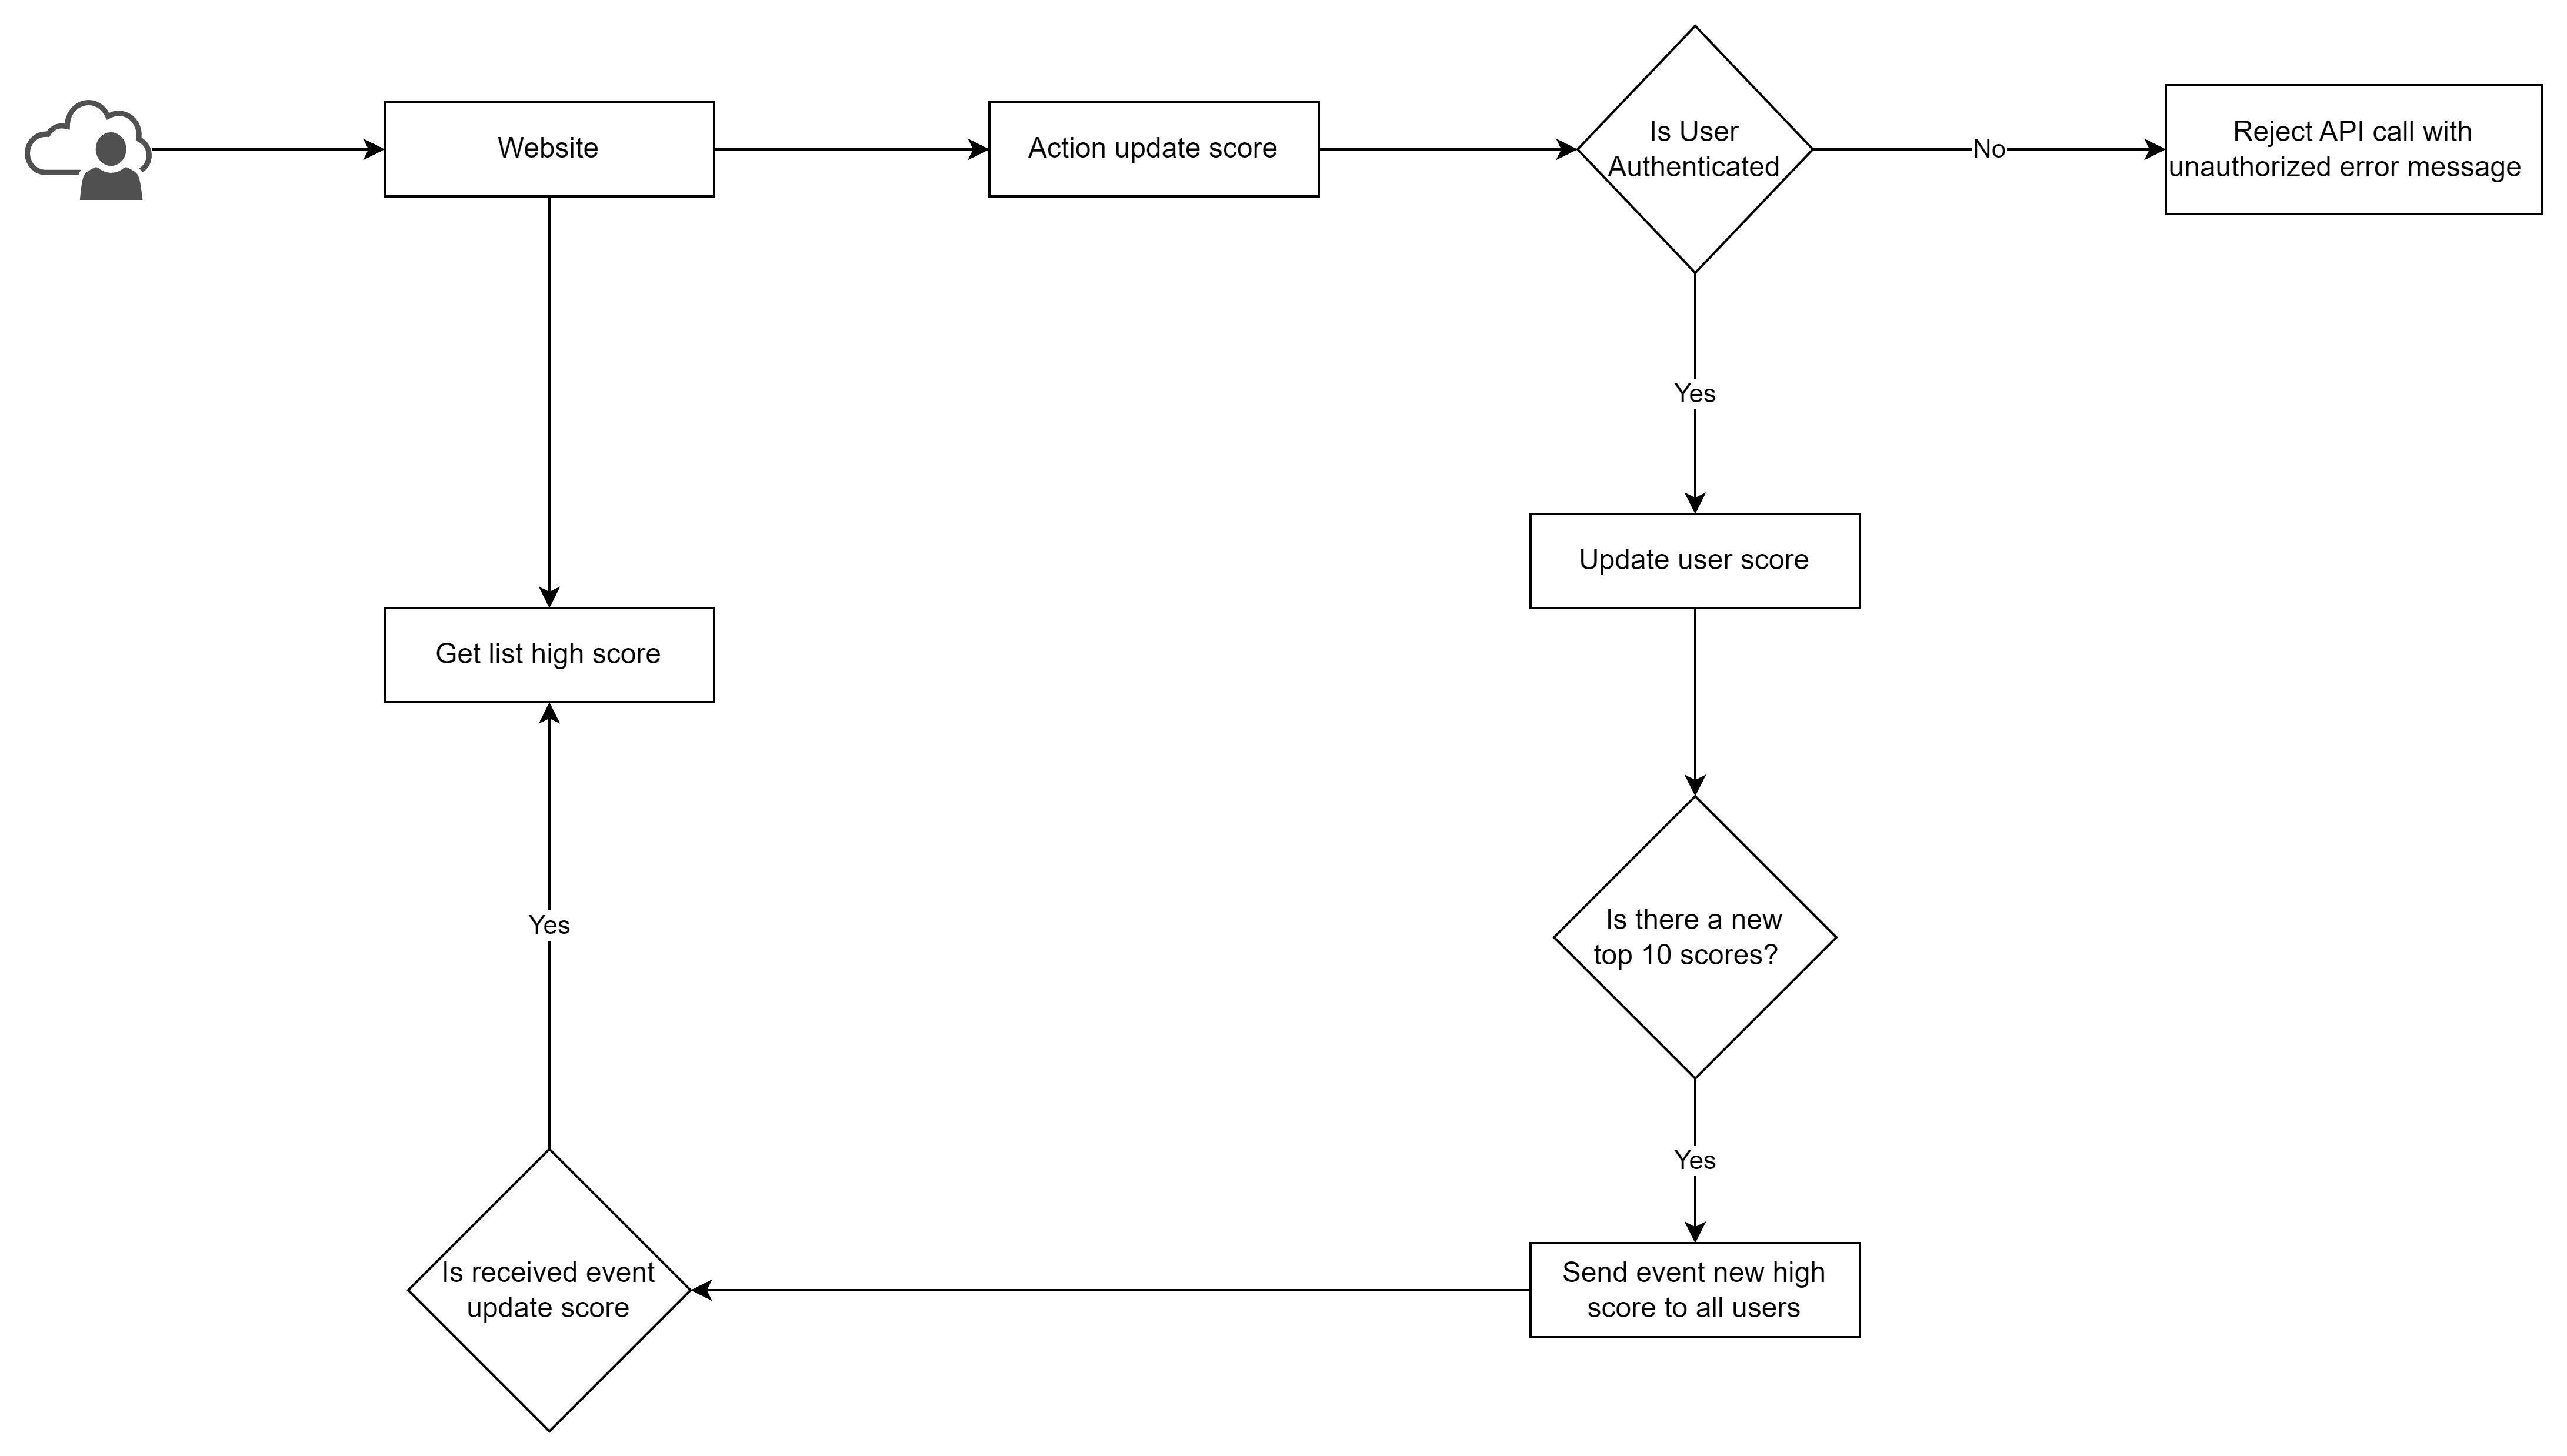 Website
Action update score
Is User
Authenticated
No
Reject API call with
unauthorized error message
Yes
Update user score
Get list high score
Is there a new
top 10 scores?
Yes
Yes
Send event new high
score to all users
Is received event
update score